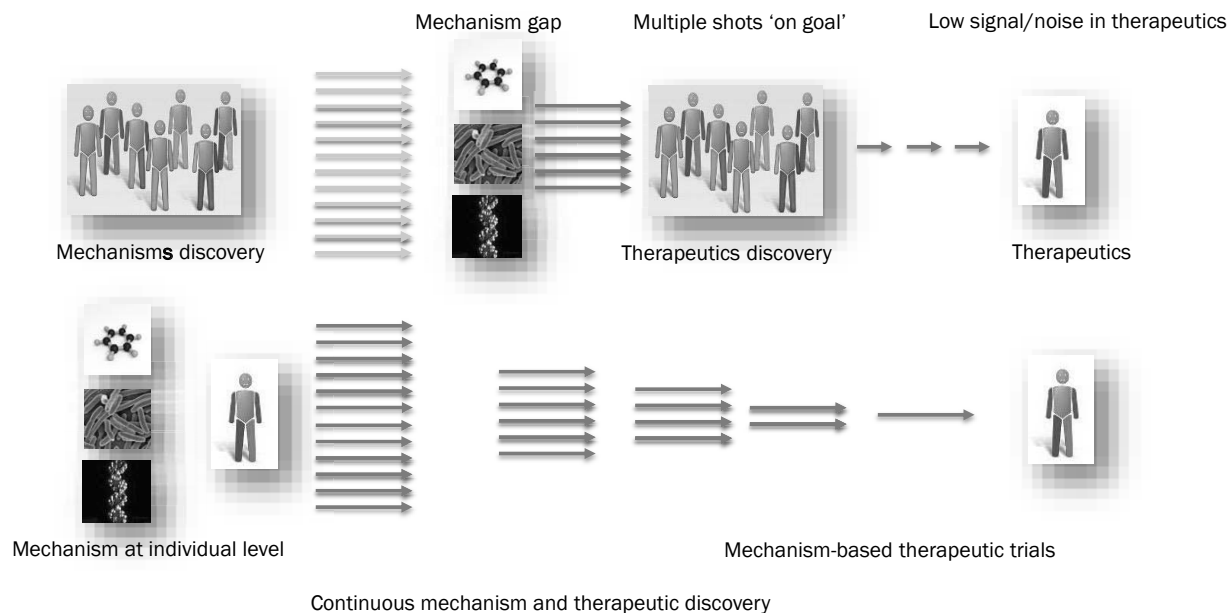 Mechanism gap
Multiple shots ‘on goal’
Low signal/noise in therapeutics
Mechanisms discovery
Therapeutics discovery
Therapeutics
Mechanism at individual level
Mechanism-based therapeutic trials
Continuous mechanism and therapeutic discovery